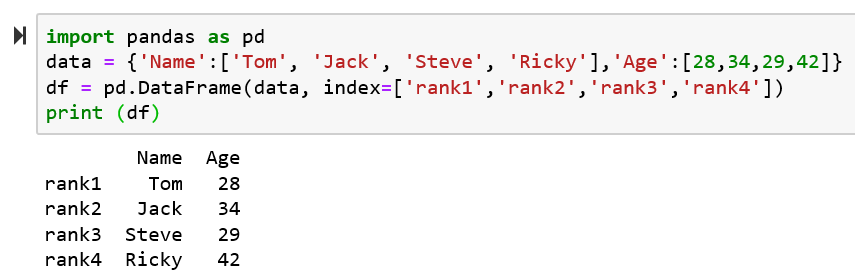 import pandas as pd
data = {'Name':['Tom', 'Jack', 'Steve', 'Ricky'],'Age':[28,34,29,42]}
df = pd.DataFrame(data, index=['rank1','rank2','rank3','rank4'])
print (df)
Name Age
rank1 Tom 28
rank2 Jack 34
rank3 Steve 29
rank4 Ricky 42